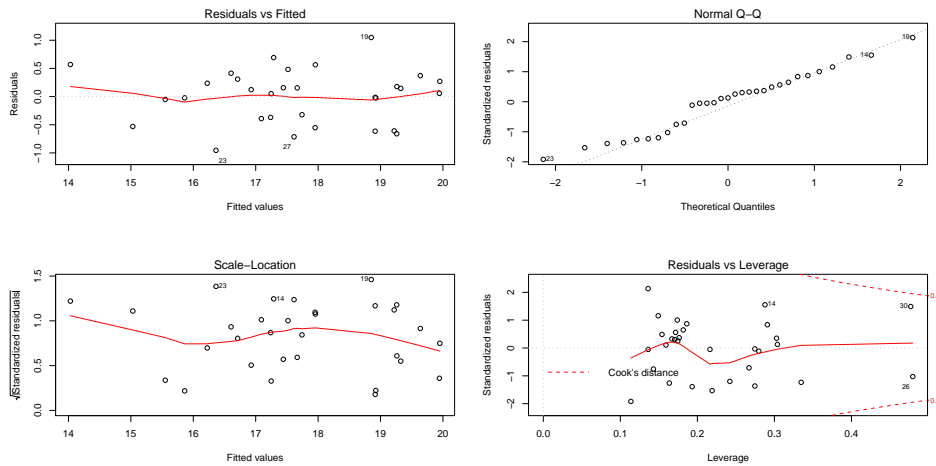 Residuals vs Fitted
Residuals
1.0
0.5
0.0
−0.5
−1.0
19
23
27
14 15 16 17 18 19 20
Fitted values
Normal Q−Q
Standardized residuals
2
1
0
−1
−2
19
14
23
−2 −1 0 1 2
Theoretical Quantiles
Scale−Location
√|Standardized residuals|
1.5
1.0
0.5
0.0
23
14
19
14 15 16 17 18 19 20
Fitted values
Residuals vs Leverage
Standardized residuals
2
1
0
−1
−2
14
30
26
Cook's distance
0.0 0.1 0.2 0.3 0.4
Leverage